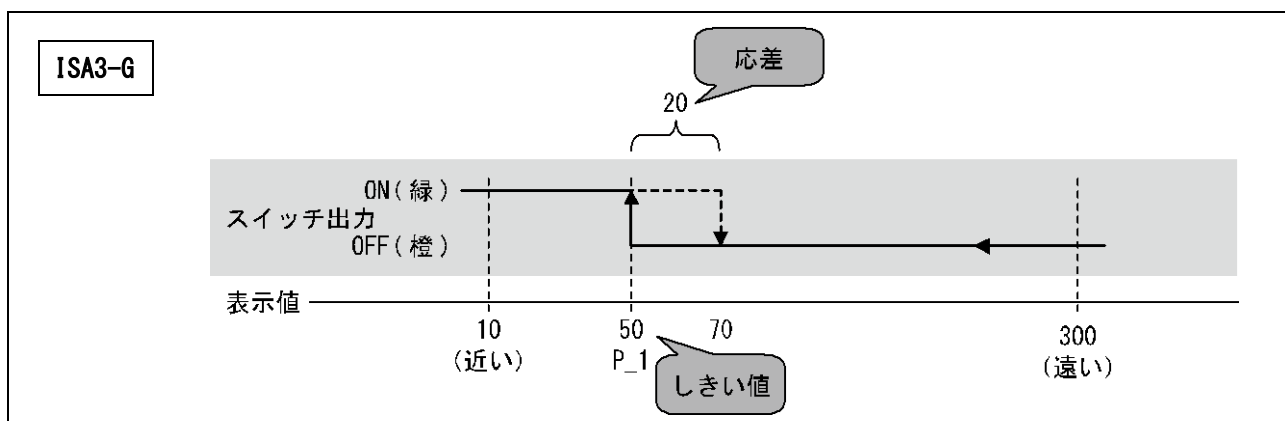 ISA3-G
応差
20
ON(緑)
スイッチ出力
OFF(橙)
表示値
10
50
70
300
(近い)
P_1
(遠い)
しきい値